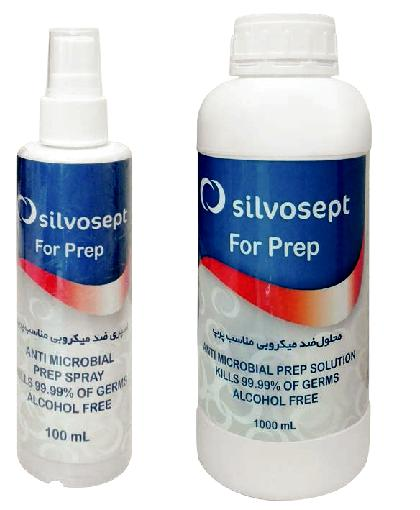 silvosept
For Prep
اسپری ضد میکروبی مناسب پرپ
ANTI MICROBIAL
PREP SPRAY
KILLS 99.99% OF GERMS
ALCOHOL FREE
100 mL
silvosept
For Prep
محلول ضد میکروبی مناسب پرپ
ANTI MICROBIAL PREP SOLUTION
KILLS 99.99% OF GERMS
ALCOHOL FREE
1000 mL